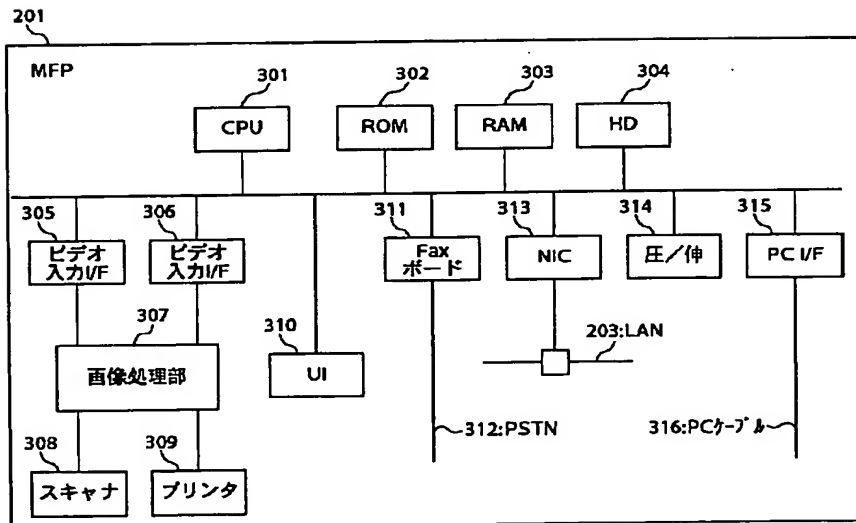 201
MFP
301
302
303
304
CPU
ROM
RAM
HD
305
306
311
313
314
315
ビデオ
入力I/F
ビデオ
入力I/F
Fax
ボード
NIC
圧/伸
PC I/F
307
画像処理部
310
UI
203:LAN
308
309
312:PSTN
316:PCケーブル
スキャナ
プリンタ